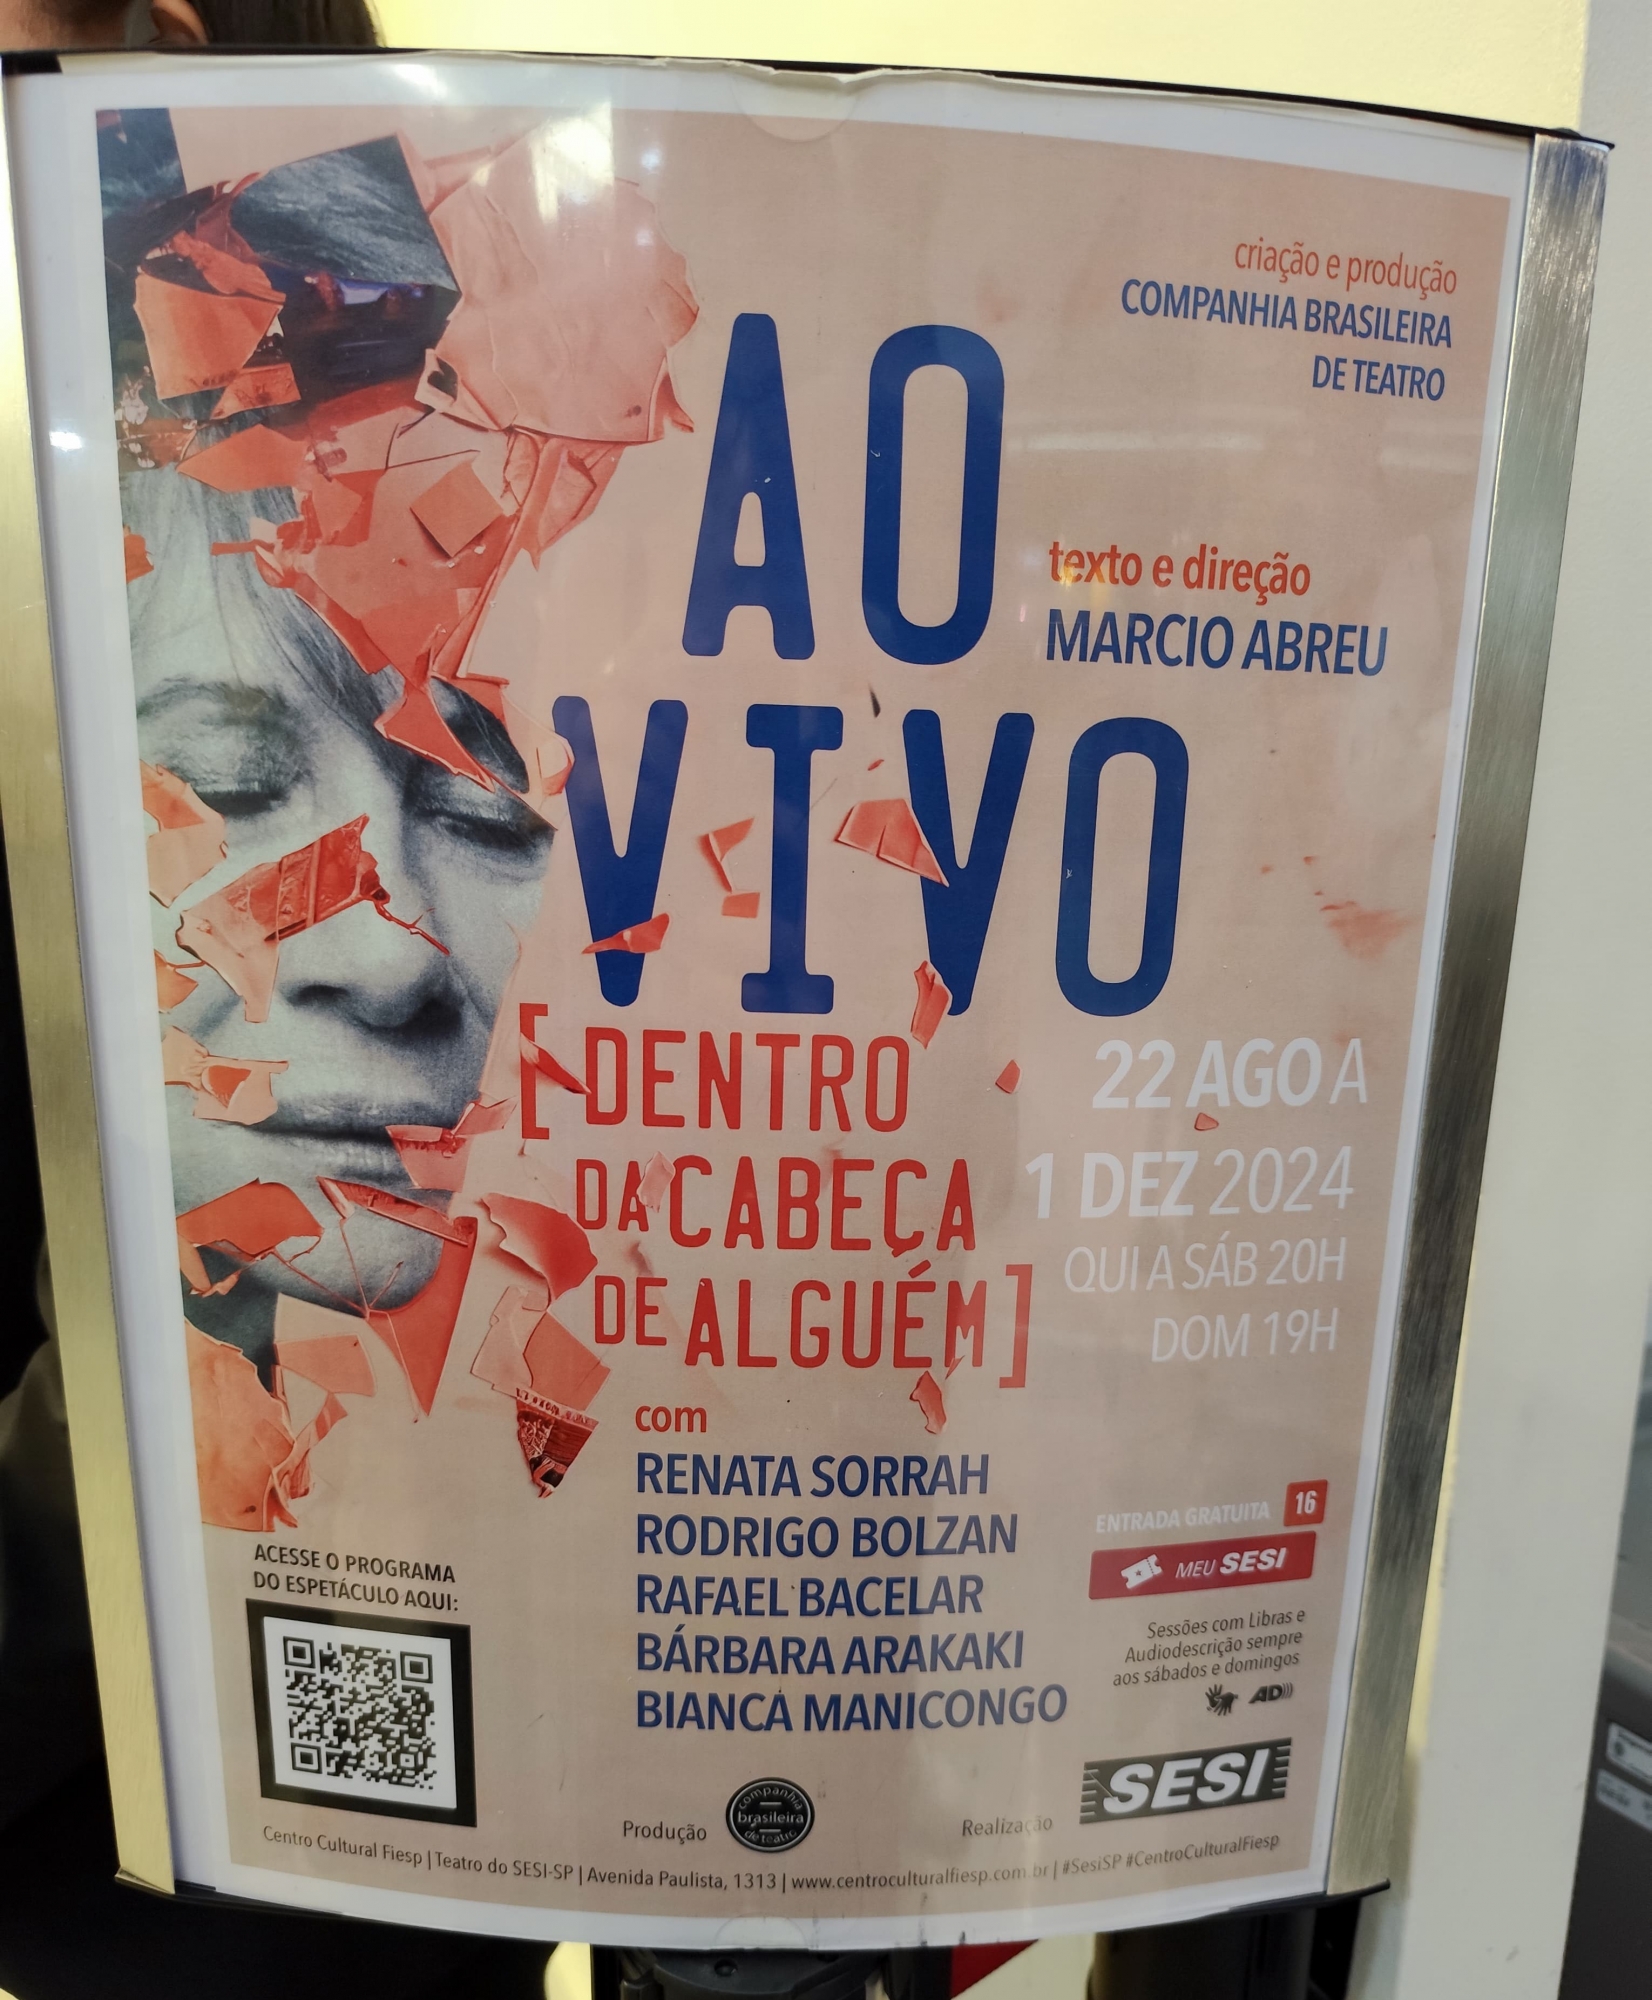 criação e produção
COMPANHIA BRASILEIRA
DE TEATRO
AO
VIVO
texto e direção
MARCIO ABREU
[DENTRO
DA CABEÇA
DE ALGUÉM]
22 AGO A
1 DEZ 2024
QUI A SÁB 20H
DOM 19H
com
RENATA SORRAH
RODRIGO BOLZAN
RAFAEL BACELAR
BÁRBARA ARAKAKI
BIANCA MANICONGO
ENTRADA GRATUITA 16
MEU SESI
Sessões com Libras e
Audiodescrição sempre
aos sábados e domingos
AD)))
ACESSE O PROGRAMA
DO ESPETÁCULO AQUI:
Produção
companhia
brasileira
de teatro
Realização
SESI
Centro Cultural Fiesp | Teatro do SESI-SP | Avenida Paulista, 1313 | www.centroculturalfiesp.com.br | #SesiSP #CentroCulturalFiesp